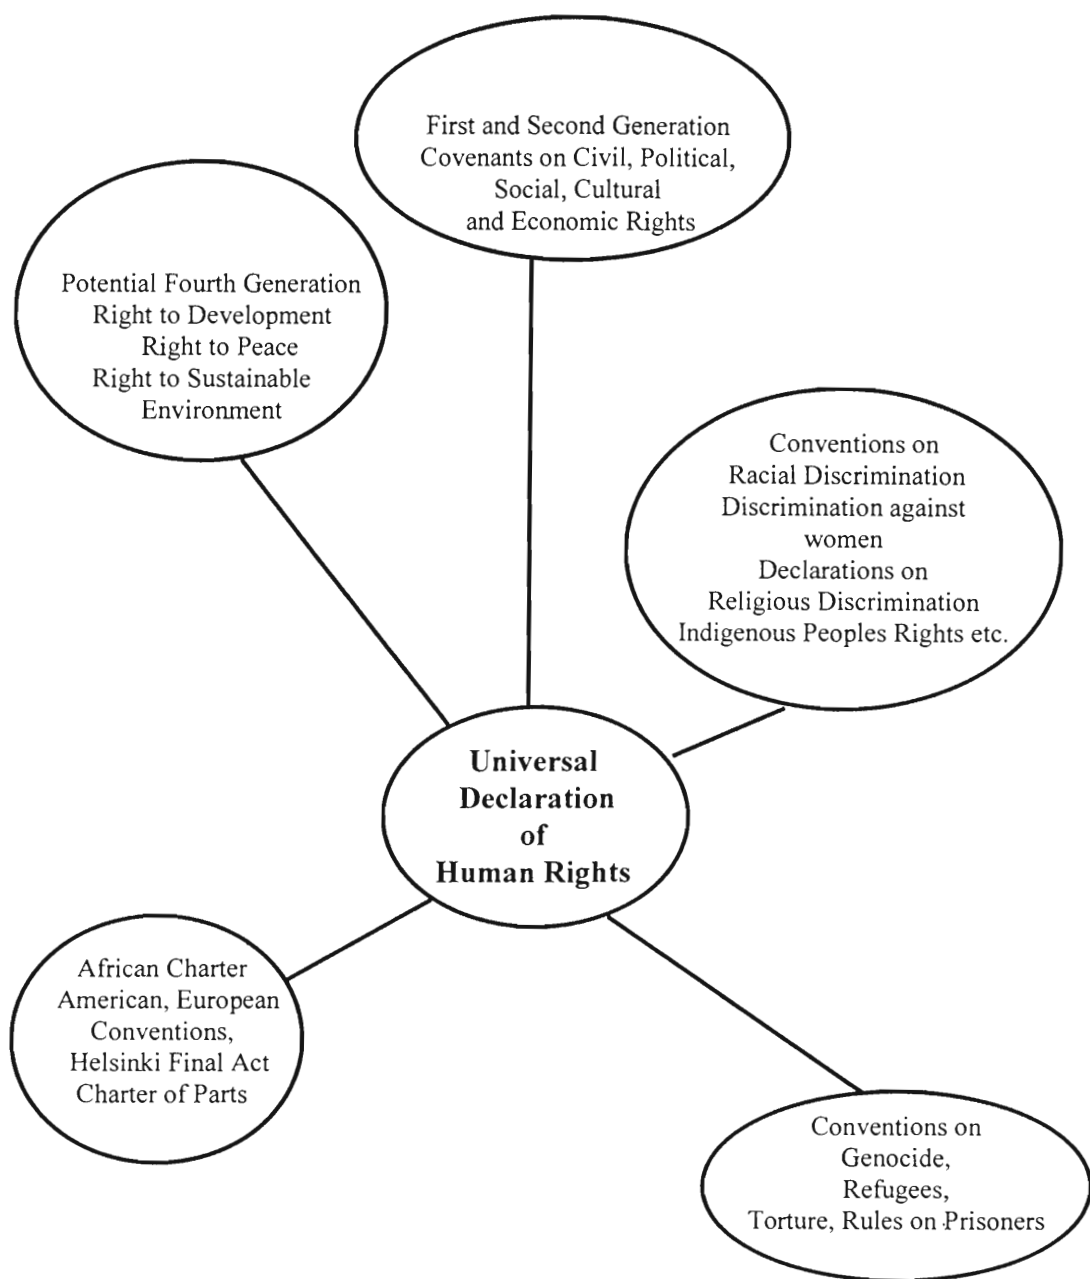 First and Second Generation
Covenants on Civil, Political,
Social, Cultural
and Economic Rights
Potential Fourth Generation
Right to Development
Right to Peace
Right to Sustainable
Environment
Conventions on
Racial Discrimination
Discrimination against
women
Declarations on
Religious Discrimination
Indigenous Peoples Rights etc.
Universal
Declaration
of
Human Rights
African Charter
American, European
Conventions,
Helsinki Final Act
Charter of Parts
Conventions on
Genocide,
Refugees,
Torture, Rules on Prisoners